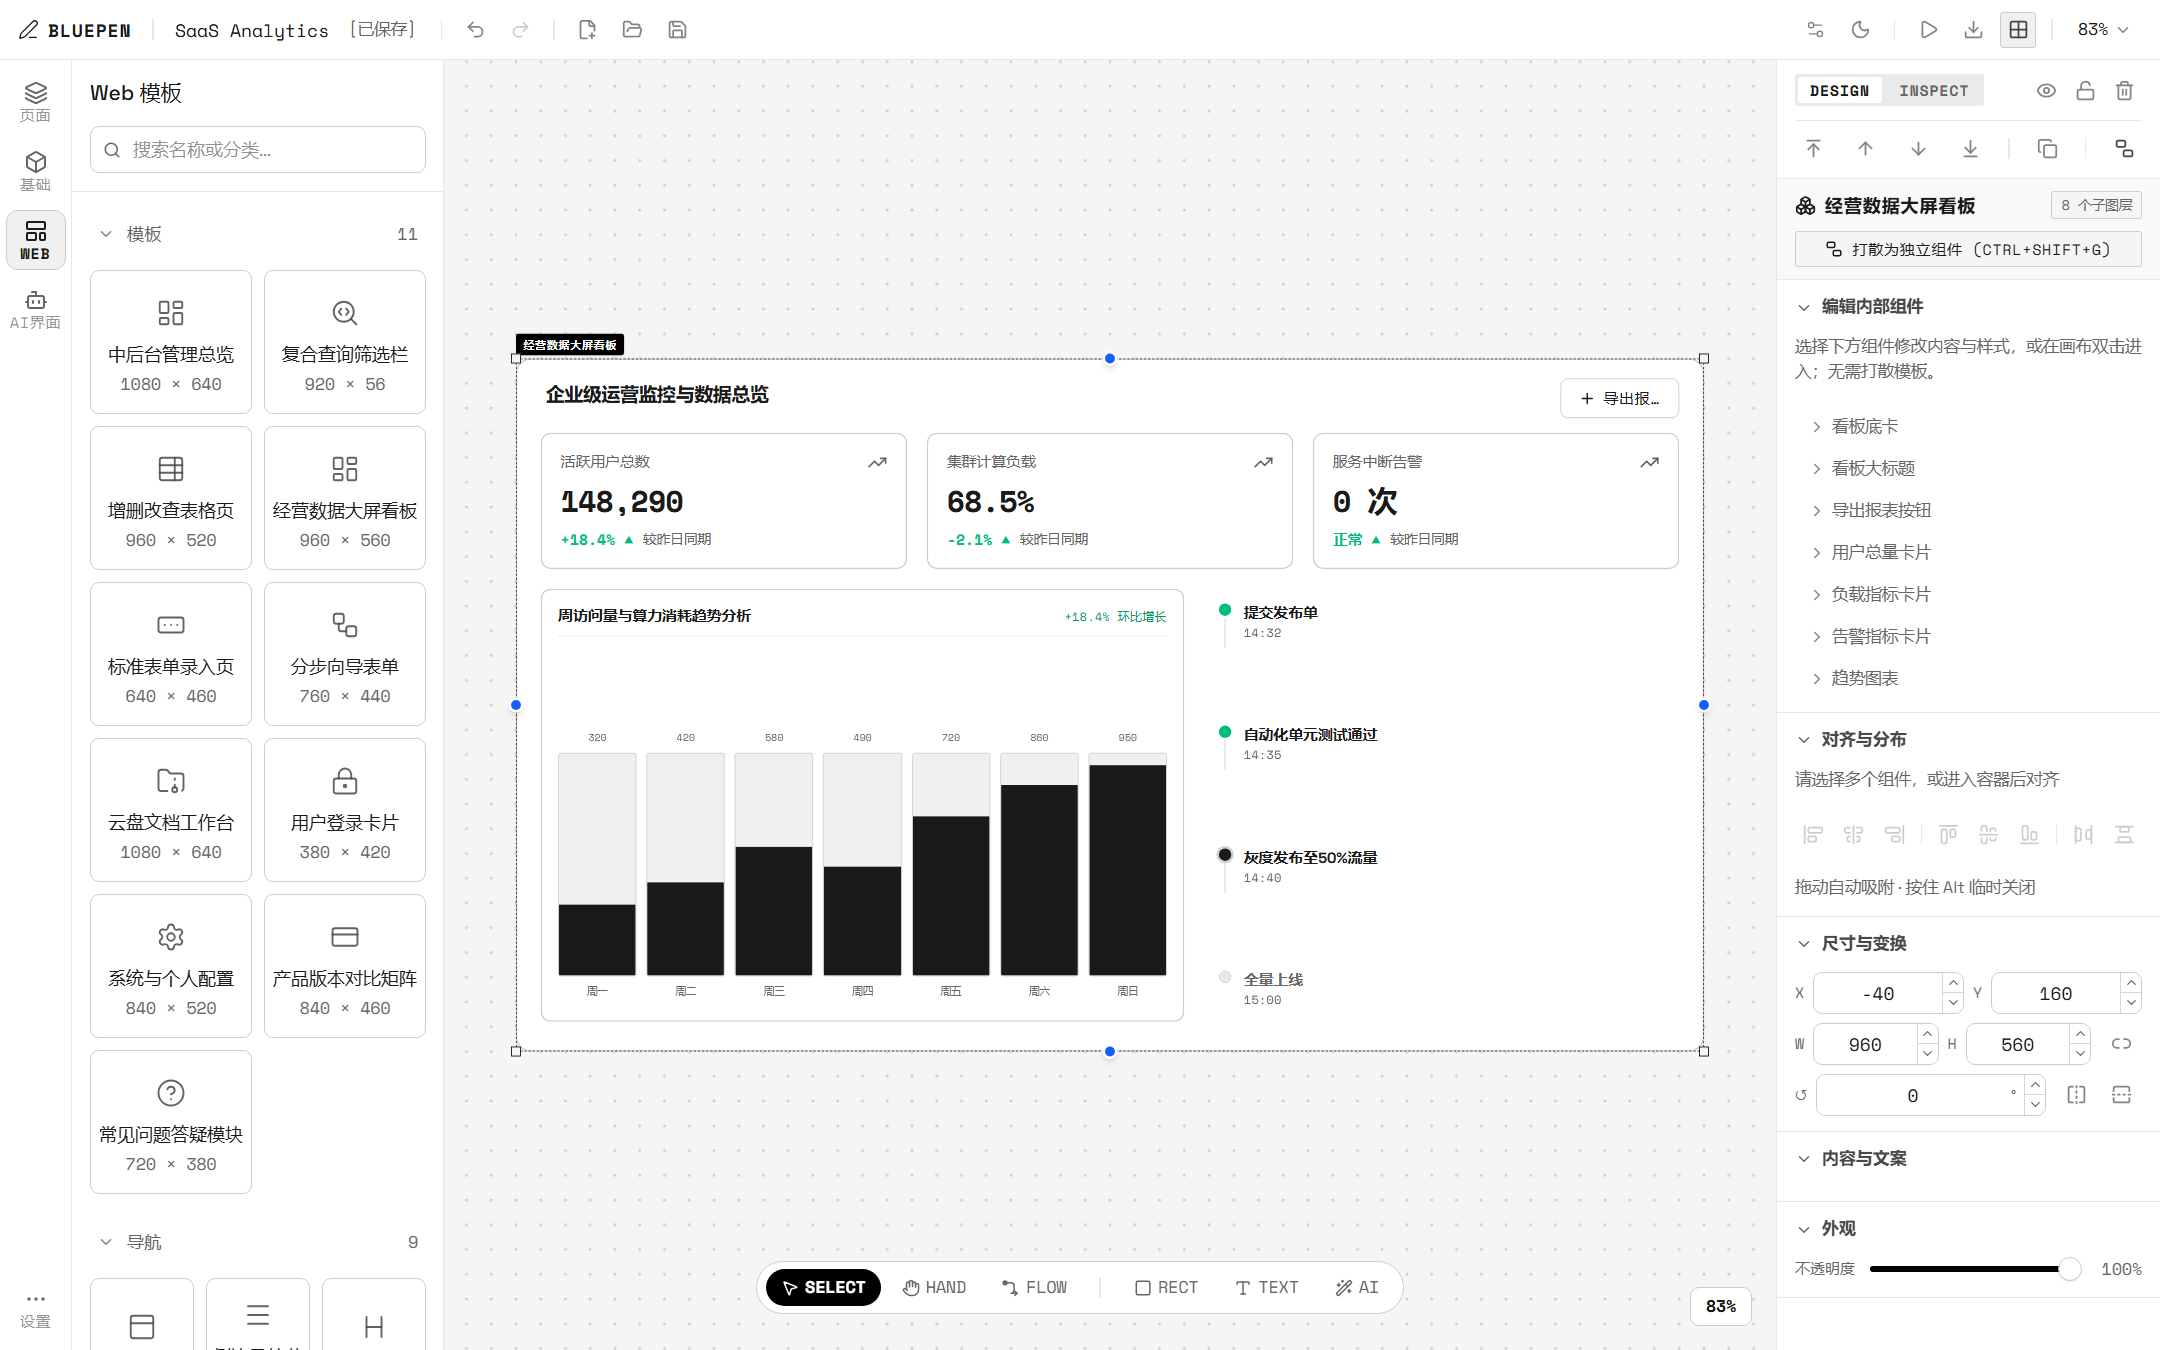 BLUEPEN
SaaS Analytics
[已保存]
83%
页面
基础
WEB
AI界面
设置
Web 模板
搜索名称或分类...
模板
11
中后台管理总览
1080 × 640
复合查询筛选栏
920 × 56
增删改查表格页
960 × 520
经营数据大屏看板
960 × 560
标准表单录入页
640 × 460
分步向导表单
760 × 440
云盘文档工作台
1080 × 640
用户登录卡片
380 × 420
系统与个人配置
840 × 520
产品版本对比矩阵
840 × 460
常见问题答疑模块
720 × 380
导航
9
经营数据大屏看板
企业级运营监控与数据总览
导出报...
活跃用户总数
148,290
+18.4% ▲ 较昨日同期
集群计算负载
68.5%
-2.1% ▲ 较昨日同期
服务中断告警
0 次
正常 ▲ 较昨日同期
周访问量与算力消耗趋势分析
+18.4% 环比增长
320
420
580
490
720
860
950
周一
周二
周三
周四
周五
周六
周日
提交发布单
14:32
自动化单元测试通过
14:35
灰度发布至50%流量
14:40
全量上线
15:00
SELECT
HAND
FLOW
RECT
TEXT
AI
83%
DESIGN
INSPECT
经营数据大屏看板
8 个子图层
打散为独立组件 (CTRL+SHIFT+G)
编辑内部组件
选择下方组件修改内容与样式，或在画布双击进
入；无需打散模板。
看板底卡
看板大标题
导出报表按钮
用户总量卡片
负载指标卡片
告警指标卡片
趋势图表
对齐与分布
请选择多个组件，或进入容器后对齐
拖动自动吸附 · 按住 Alt 临时关闭
尺寸与变换
X
-40
Y
160
W
960
H
560
0
°
内容与文案
外观
不透明度
100%